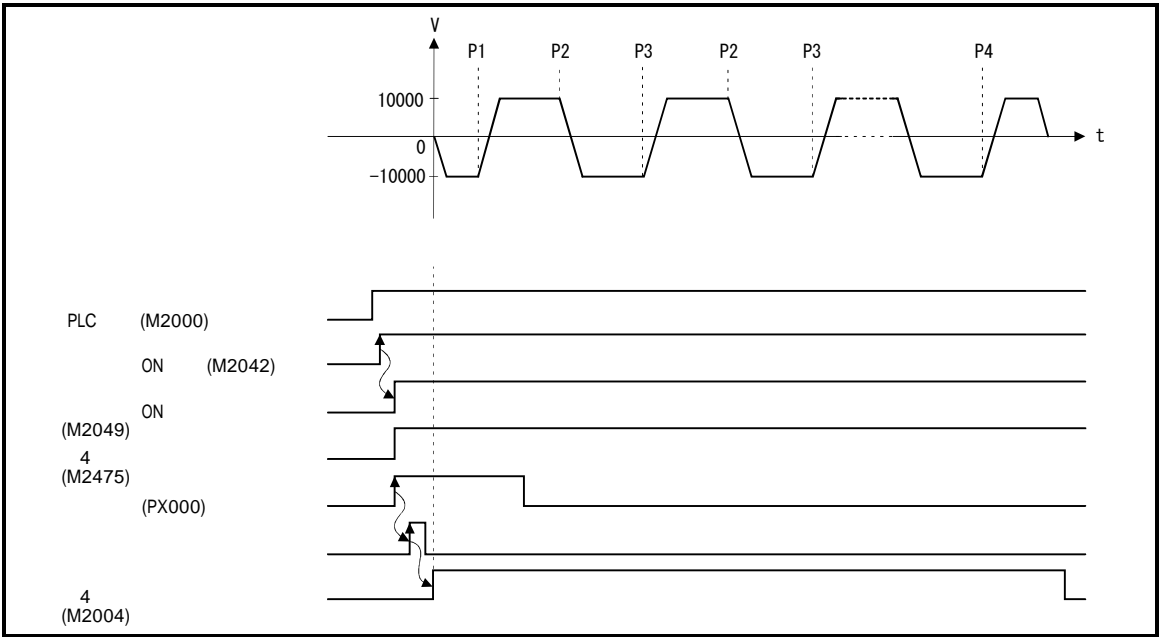 V
P1 P2 P3 P2 P3 P4
10000
0
t
-10000
PLC (M2000)
ON (M2042)
ON
(M2049)
4
(M2475)
(PX000)
4
(M2004)